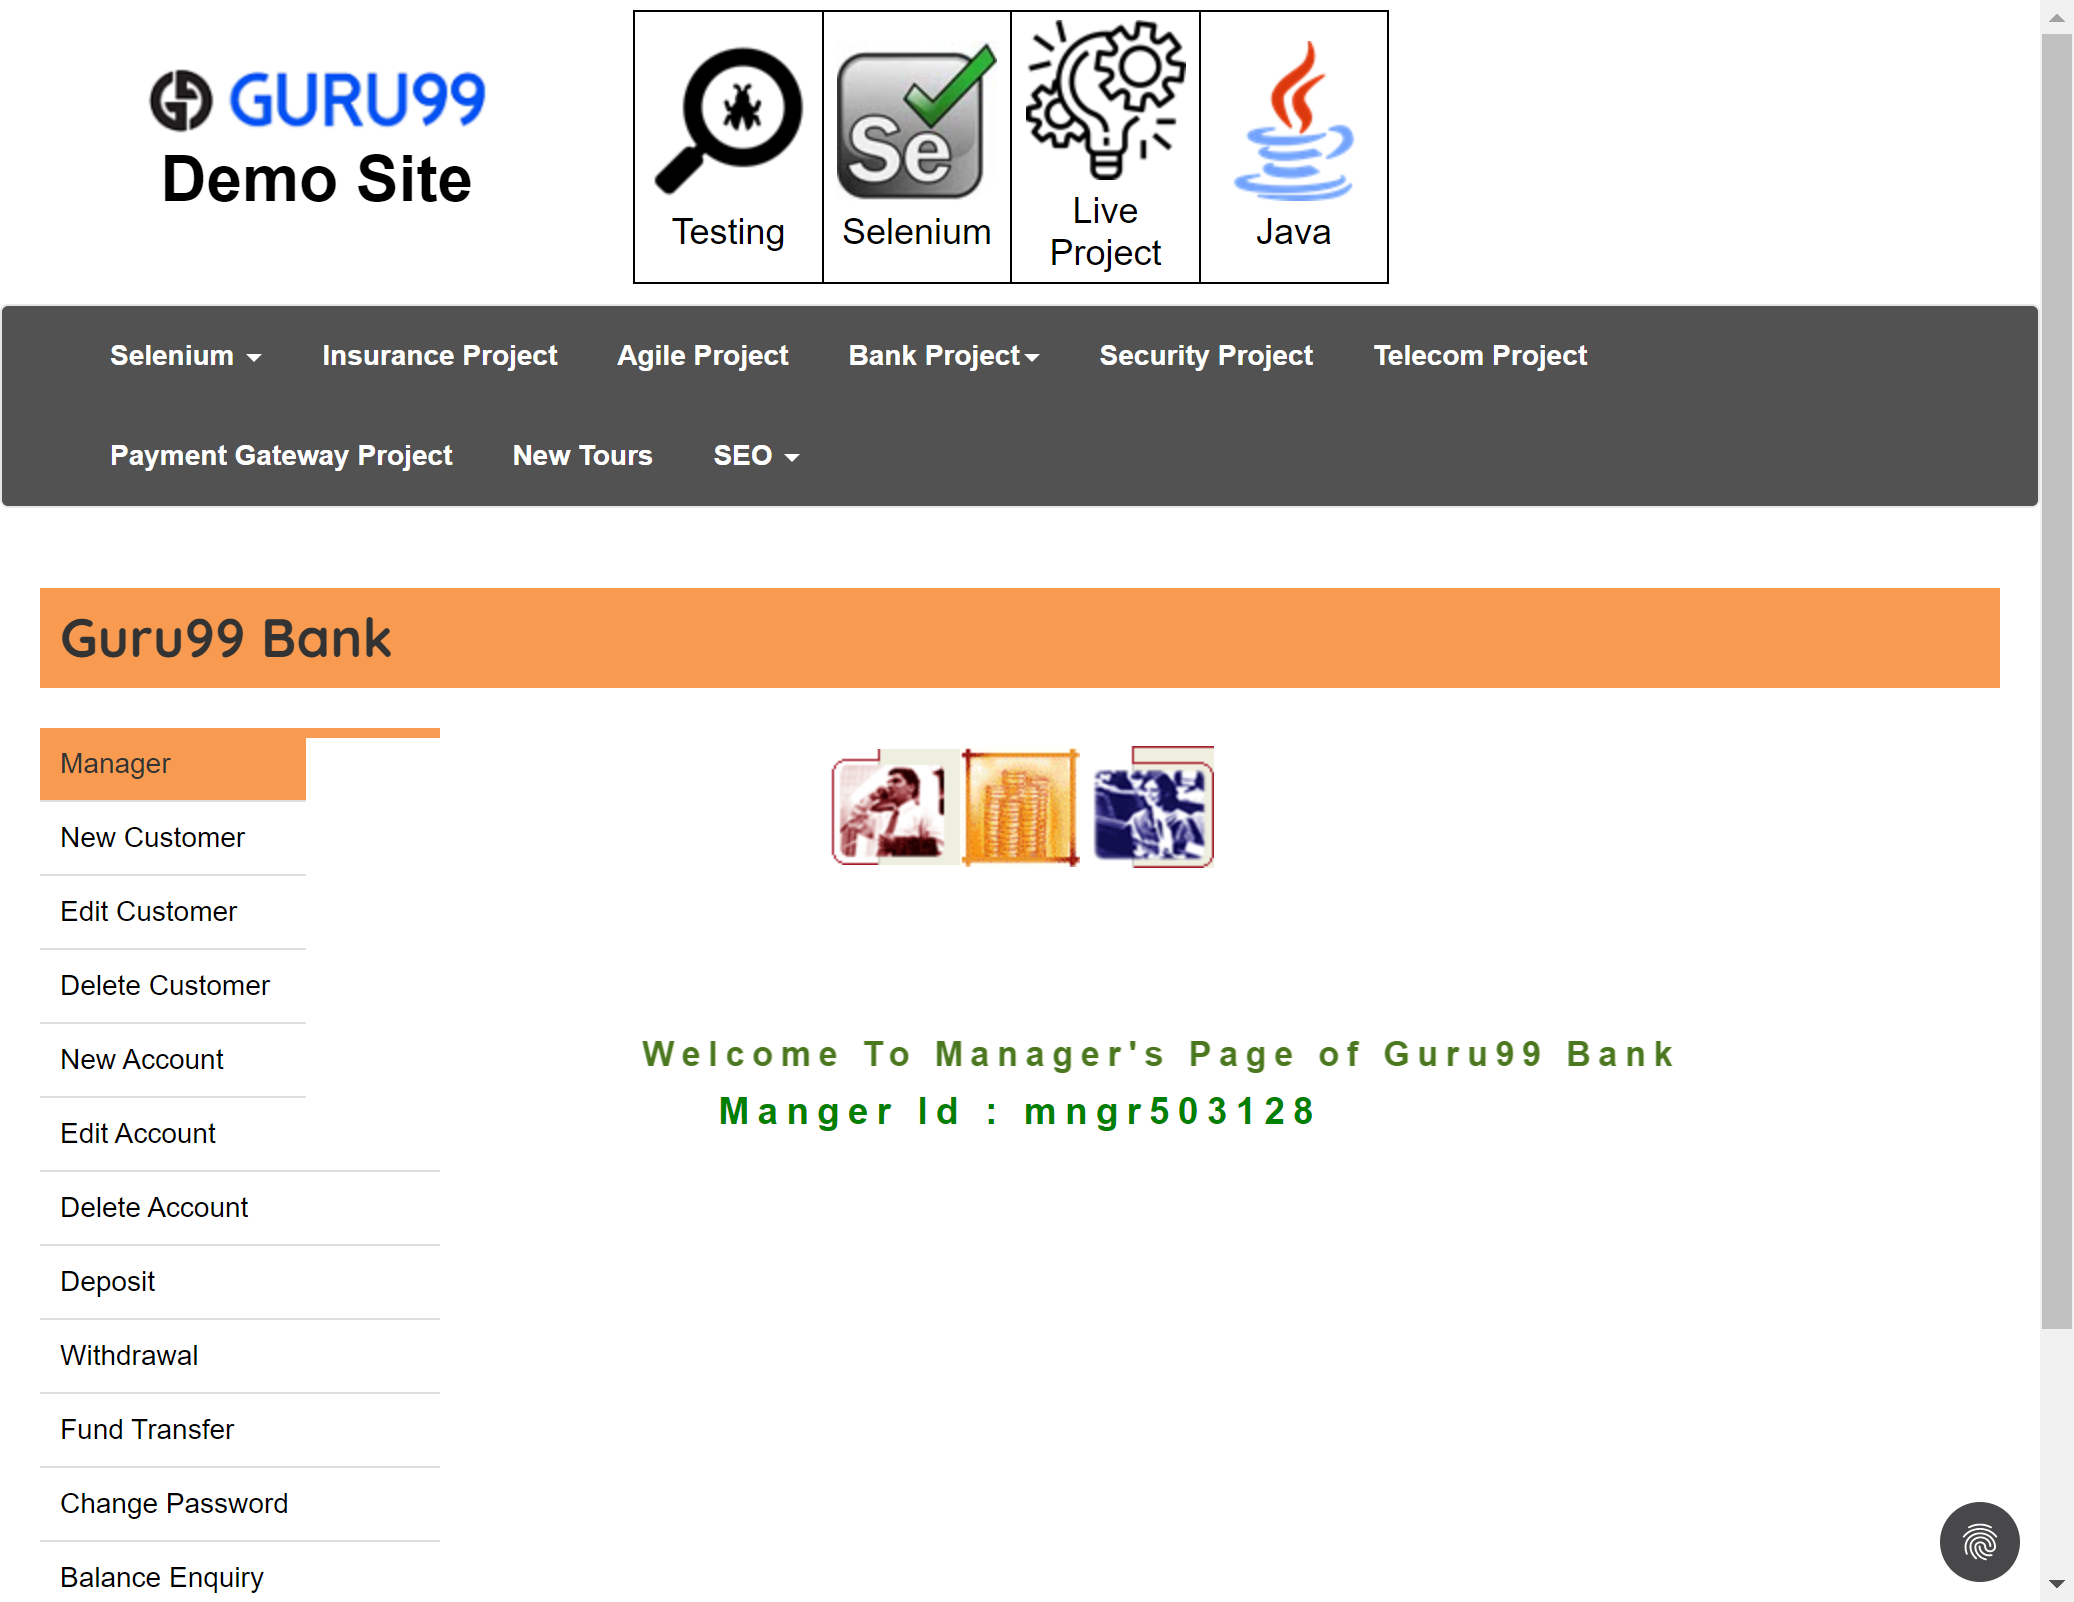 GURU99
Demo Site
Testing
Se
Selenium
Live
Project
Java
Selenium
Insurance Project
Agile Project
Bank Project
Security Project
Telecom Project
Payment Gateway Project
New Tours
SEO
Guru99 Bank
Manager
New Customer
Edit Customer
Delete Customer
New Account
Edit Account
Delete Account
Deposit
Withdrawal
Fund Transfer
Change Password
Balance Enquiry
Welcome To Manager's Page of Guru99 Bank
Manger Id : mngr503128